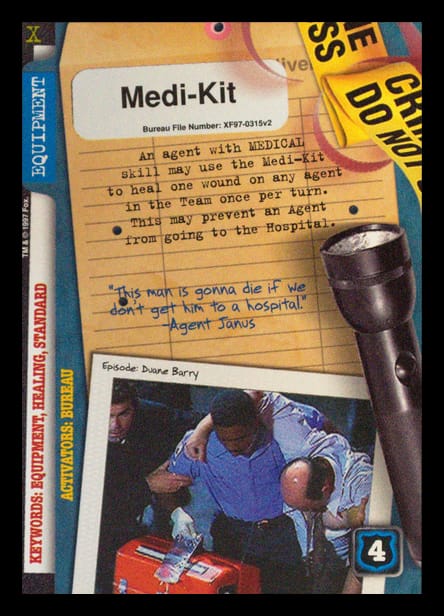 X
EQUIPMENT
TM & © 1997 Fox.
KEYWORDS: EQUIPMENT, HEALING, STANDARD
ACTIVATORS: BUREAU
Medi-Kit
Bureau File Number: XF97-0315v2
An agent with MEDICAL
skill may use the Medi-Kit
to heal one wound on any agent
in the Team once per turn.
This may prevent an Agent
from going to the Hospital.
"This man is gonna die if we
don't get him to a hospital."
-Agent Janus
Episode: Duane Barry
4
DO NOT